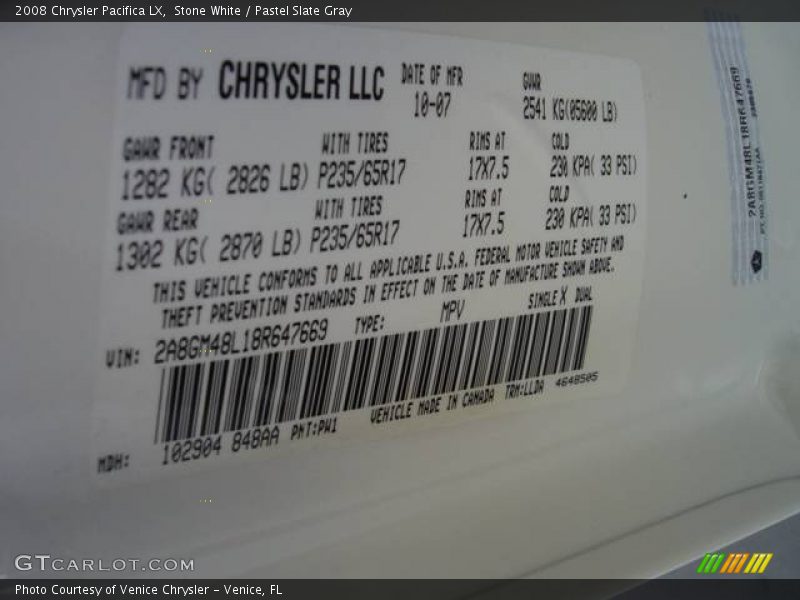 2008 Chrysler Pacifica LX,  Stone White / Pastel Slate Gray
MFD BY CHRYSLER LLC DATE OF MFR GVWR
10-07 2541 KG(05600 LB)
GAWR FRONT WITH TIRES RIMS AT COLD
1282 KG( 2826 LB) P235/65R17 17X7.5 230 KPA( 33 PSI)
GAWR REAR WITH TIRES RIMS AT COLD
1302 KG( 2870 LB) P235/65R17 17X7.5 230 KPA( 33 PSI)
THIS VEHICLE CONFORMS TO ALL APPLICABLE U.S.A. FEDERAL MOTOR VEHICLE SAFETY AND
THEFT PREVENTION STANDARDS IN EFFECT ON THE DATE OF MANUFACTURE SHOWN ABOVE.
VIN: 2A8GM48L18R647669 TYPE: MPV SINGLE X DUAL
MDH: 102904 848AA PNT:PW1 VEHICLE MADE IN CANADA TRM:LLDA 4648505
2A8GM48L18R647669
GTCARLOT.COM
Photo Courtesy of Venice Chrysler – Venice, FL